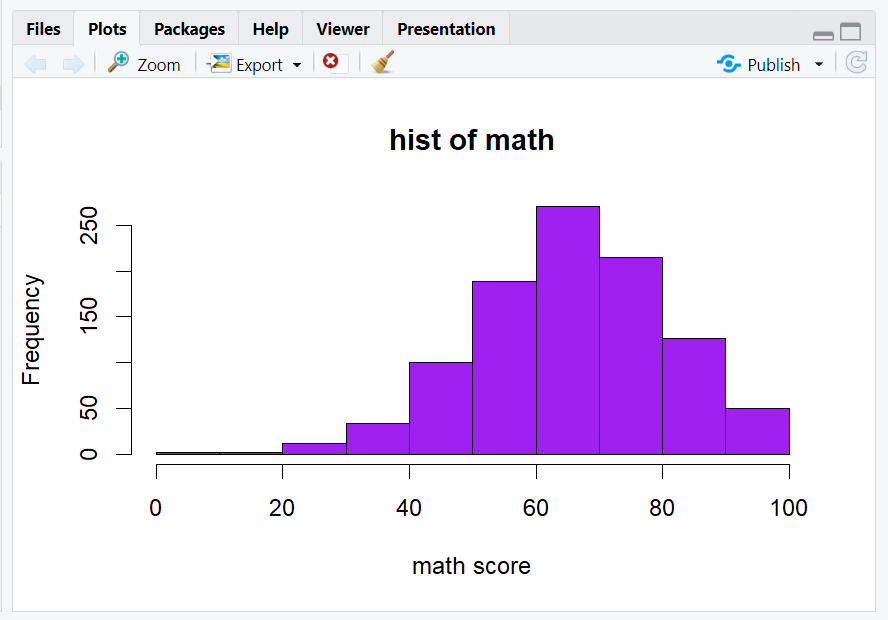 Files Plots Packages Help Viewer Presentation
Zoom Export Publish
hist of math
250
150
50
0
Frequency
0 20 40 60 80 100
math score